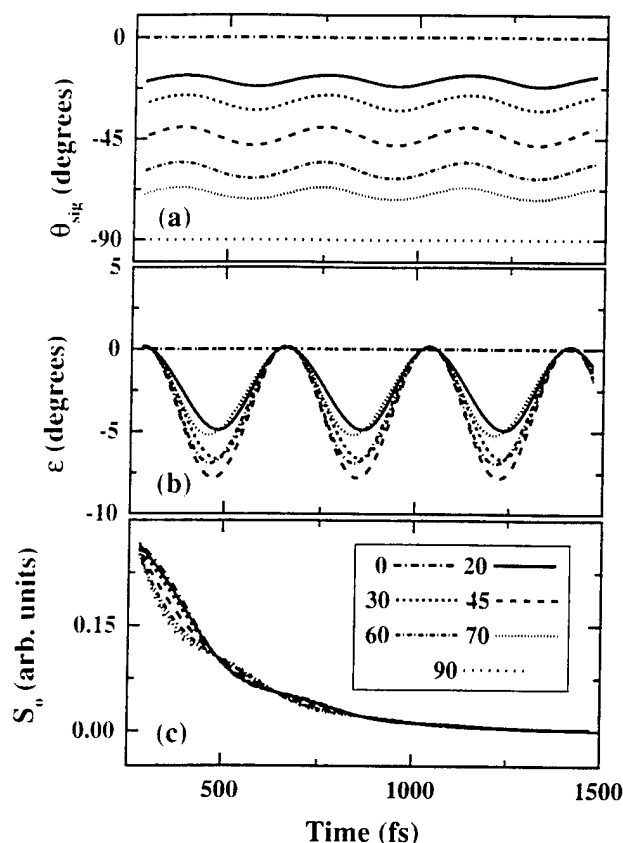 0
-45
-90
θsig (degrees)
(a)
5
0
-5
-10
ε (degrees)
(b)
0.15
0.00
S₀ (arb. units)
(c)
0 20
30 45
60 70
90
500 1000 1500
Time (fs)